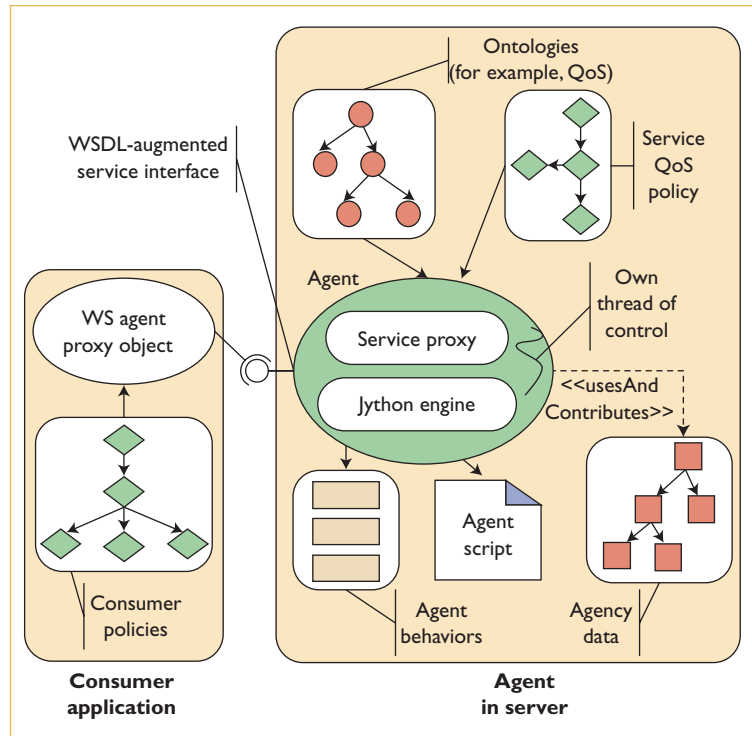 Ontologies
(for example, QoS)
WSDL-augmented
service interface
Service
QoS
policy
Agent
Own
thread of
control
WS agent
proxy object
Service proxy
Jython engine
<<usesAnd
Contributes>>
Agent
script
Consumer
policies
Agent
behaviors
Agency
data
Consumer
application
Agent
in server